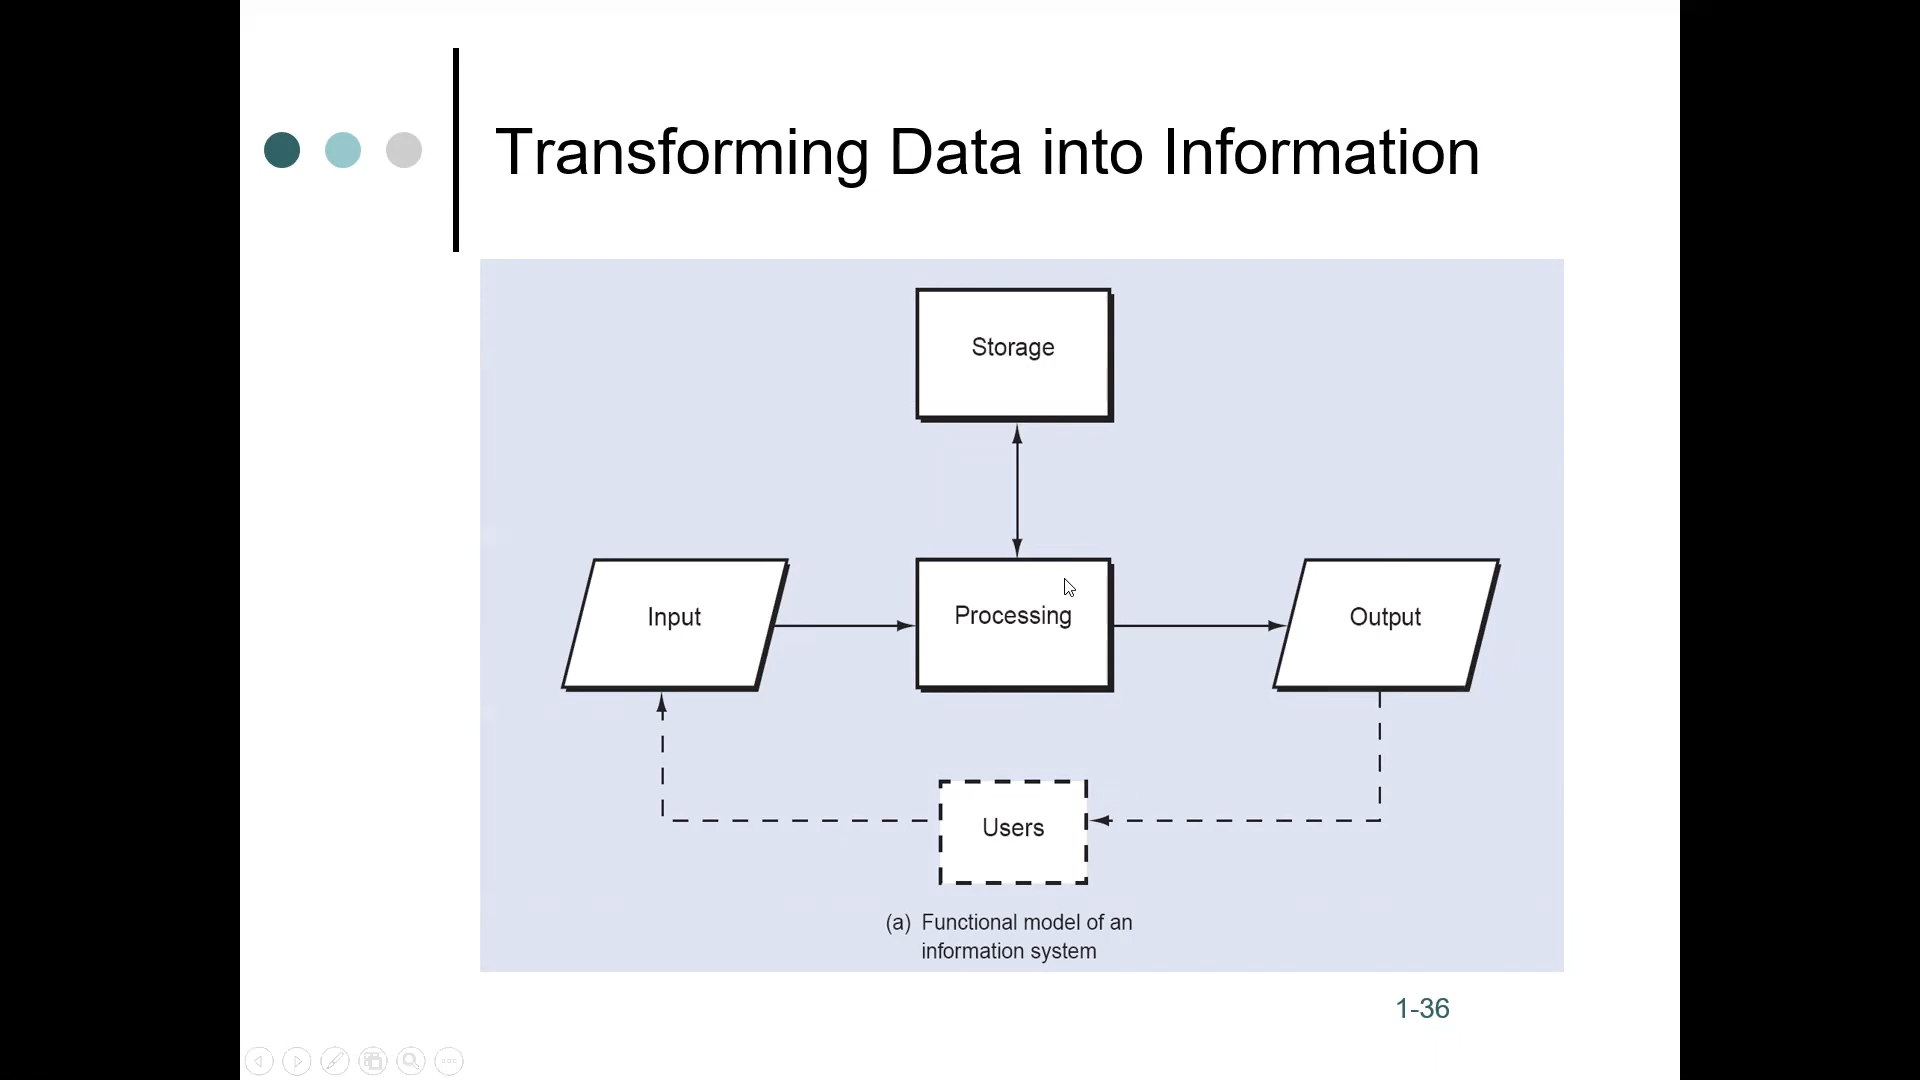 Transforming Data into Information
Storage
Input
Processing
Output
Users
(a) Functional model of an
information system
1-36